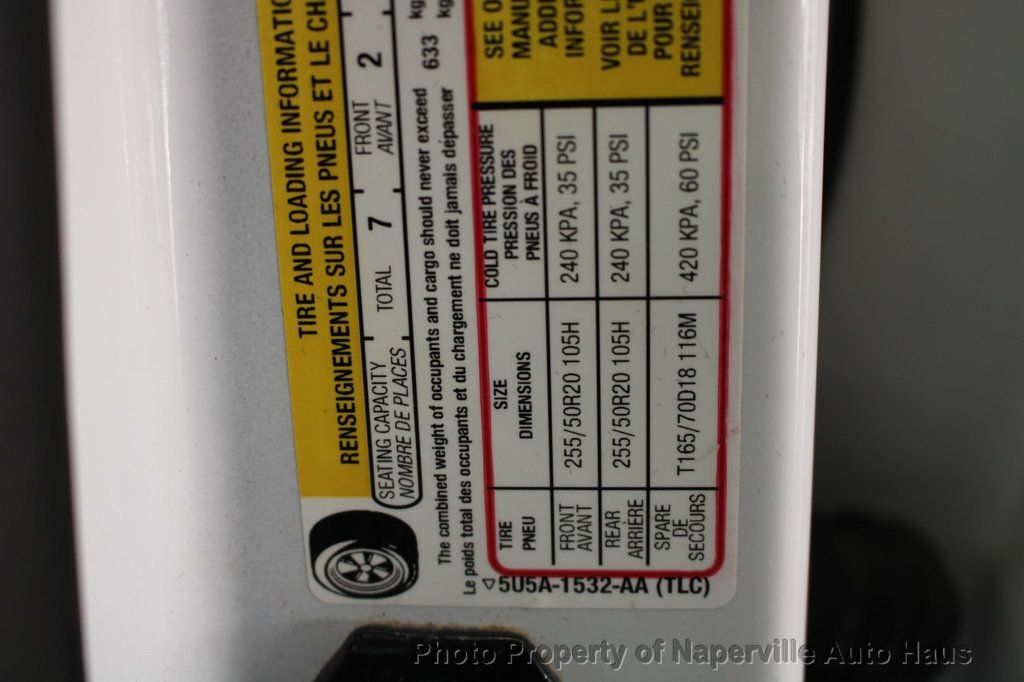 TIRE AND LOADING INFORMATIO
RENSEIGNEMENTS SUR LES PNEUS ET LE CHA
SEATING CAPACITY
NOMBRE DE PLACES
TOTAL 7
FRONT
AVANT
2
The combined weight of occupants and cargo should never exceed 633 kg
Le poids total des occupants et du chargement ne doit jamais dépasser kg
TIRE
PNEU
SIZE
DIMENSIONS
COLD TIRE PRESSURE
PRESSION DES
PNEUS À FROID
FRONT
AVANT
255/50R20 105H
240 KPA, 35 PSI
REAR
ARRIÈRE
255/50R20 105H
240 KPA, 35 PSI
SPARE
DE
SECOURS
T165/70D18 116M
420 KPA, 60 PSI
SEE O
MANU
ADDI
INFOR
VOIR LE
DE L'U
POUR
RENSEI
5U5A-1532-AA (TLC)
Photo Property of Naperville Auto Haus